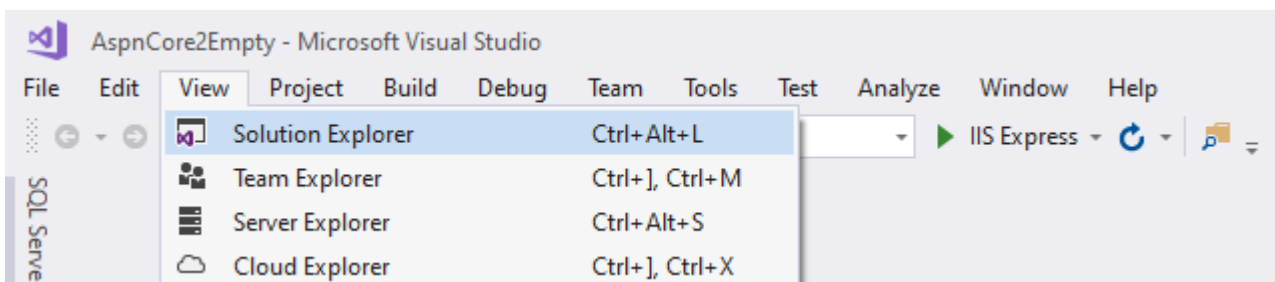 AspnCore2Empty - Microsoft Visual Studio
File Edit View Project Build Debug Team Tools Test Analyze Window Help
Solution Explorer Ctrl+Alt+L
IIS Express
Team Explorer Ctrl+], Ctrl+M
Server Explorer Ctrl+Alt+S
Cloud Explorer Ctrl+], Ctrl+X
SQL Serve